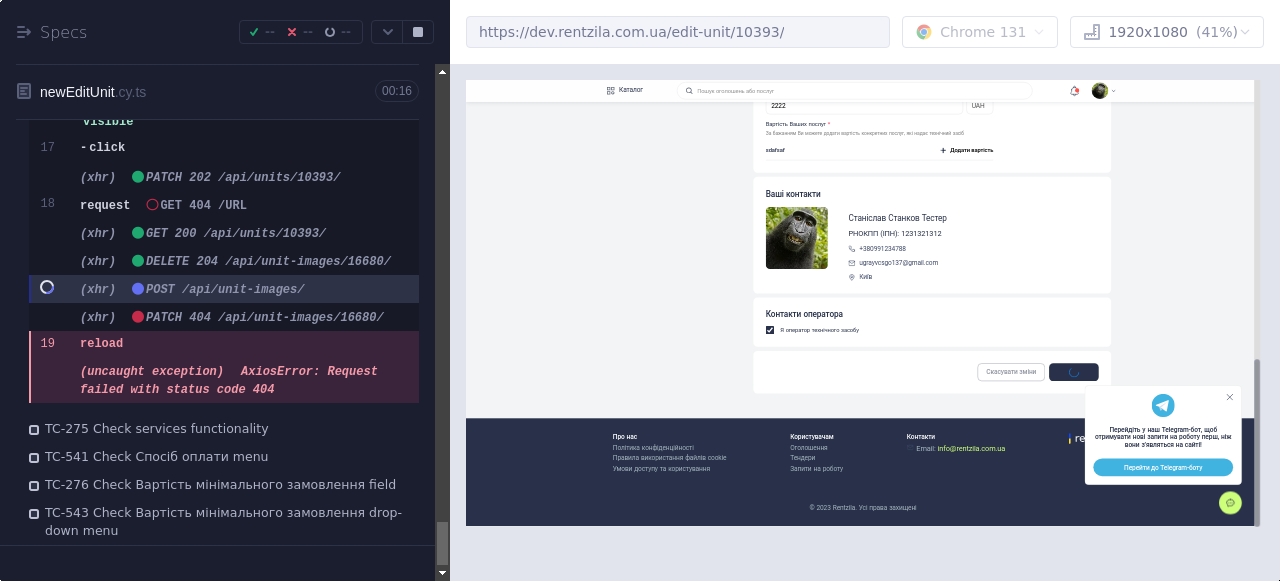 Specs
--
--
--
newEditUnit.cy.ts
00:16
visible
17 -click
(xhr) PATCH 202 /api/units/10393/
18 request GET 404 /URL
(xhr) GET 200 /api/units/10393/
(xhr) DELETE 204 /api/unit-images/16680/
(xhr) POST /api/unit-images/
(xhr) PATCH 404 /api/unit-images/16680/
19 reload
(uncaught exception) AxiosError: Request
failed with status code 404
TC-275 Check services functionality
TC-541 Check Спосіб оплати menu
TC-276 Check Вартість мінімального замовлення field
TC-543 Check Вартість мінімального замовлення drop-
down menu
https://dev.rentzila.com.ua/edit-unit/10393/
Chrome 131
1920x1080 (41%)
Каталог
Пошук оголошень або послуг
2222
UAH
Вартість Ваших послуг *
За бажанням Ви можете додати вартість конкретних послуг, які надає технічний засіб
sdafsaf
+ Додати вартість
Ваші контакти
Станіслав Станков Тестер
РНОКПП (ІПН): 1231321312
+380991234788
ugrayvcsgo137@gmail.com
Київ
Контакти оператора
Я оператор технічного засобу
Скасувати зміни
Про нас
Політика конфіденційності
Правила використання файлів cookie
Умови доступу та користування
Користувачам
Оголошення
Тендери
Запити на роботу
Контакти
Email: info@rentzila.com.ua
re
Перейдіть у наш Telegram-бот, щоб
отримувати нові запити на роботу перш, ніж
вони з'являться на сайті!
Перейти до Telegram-боту
© 2023 Rentzila. Усі права захищені